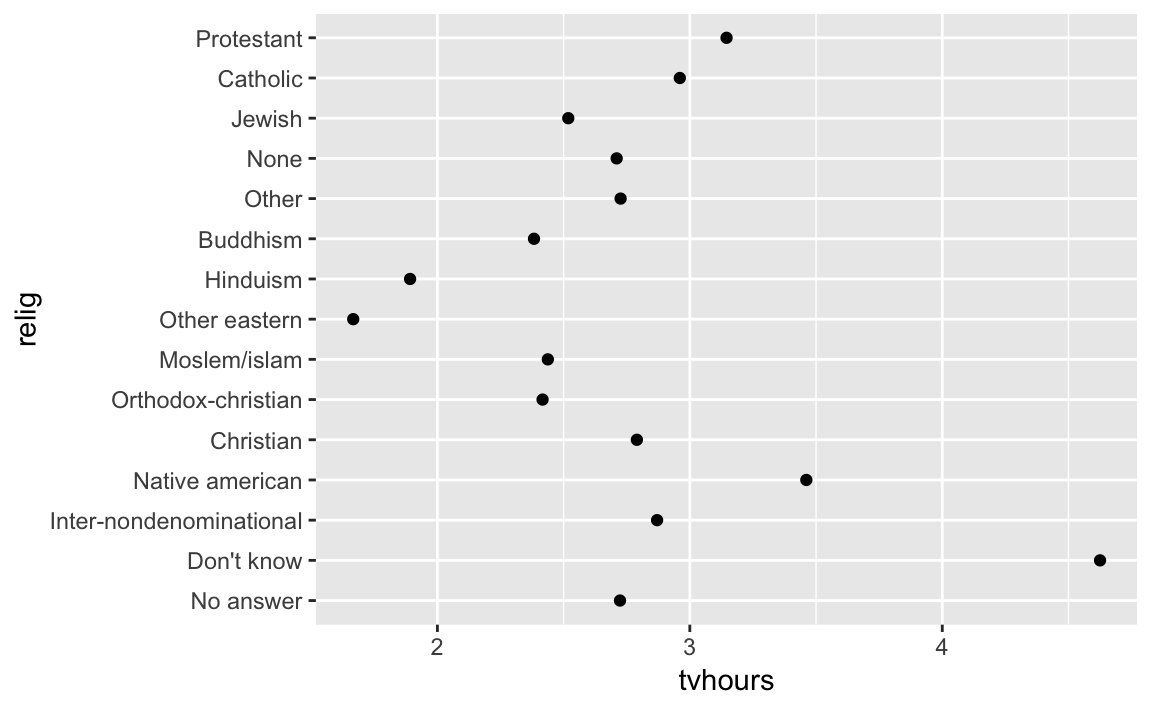 Protestant
Catholic
Jewish
None
Other
Buddhism
Hinduism
Other eastern
Moslem/islam
Orthodox-christian
Christian
Native american
Inter-nondenominational
Don't know
No answer
relig
2 3 4
tvhours